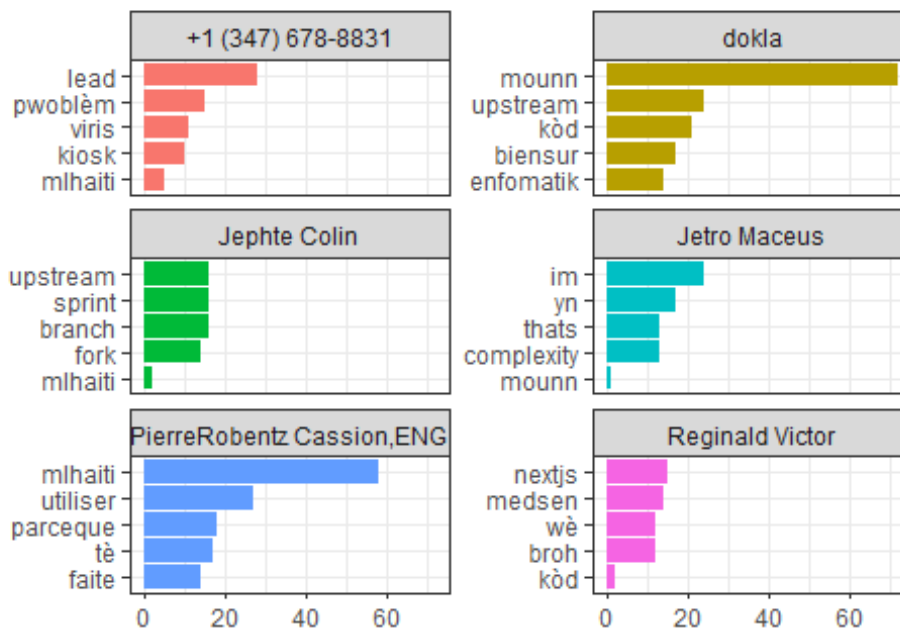 +1 (347) 678-8831
lead
pwoblèm
viris
kiosk
mlhaiti
dokla
mounn
upstream
kòd
biensur
enfomatik
Jephte Colin
upstream
sprint
branch
fork
mlhaiti
Jetro Maceus
im
yn
thats
complexity
mounn
PierreRobentz Cassion,ENG
mlhaiti
utiliser
parceque
tè
faite
0 20 40 60
Reginald Victor
nextjs
medsen
wè
broh
kòd
0 20 40 60